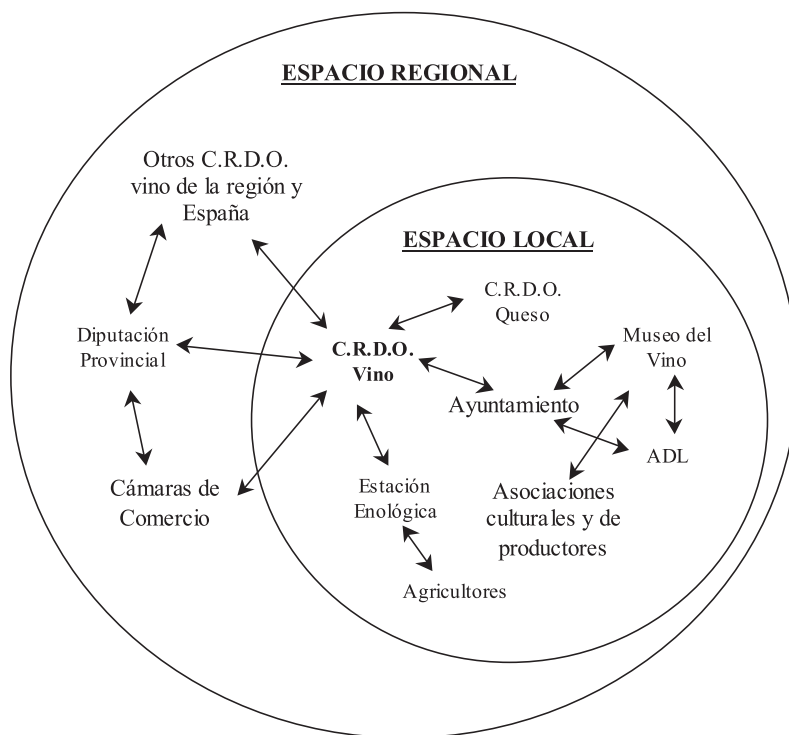 ESPACIO REGIONAL
Otros C.R.D.O.
vino de la región y
España
ESPACIO LOCAL
C.R.D.O.
Queso
Diputación
Provincial
C.R.D.O.
Vino
Museo del
Vino
Ayuntamiento
ADL
Cámaras de
Comercio
Estación
Enológica
Asociaciones
culturales y de
productores
Agricultores